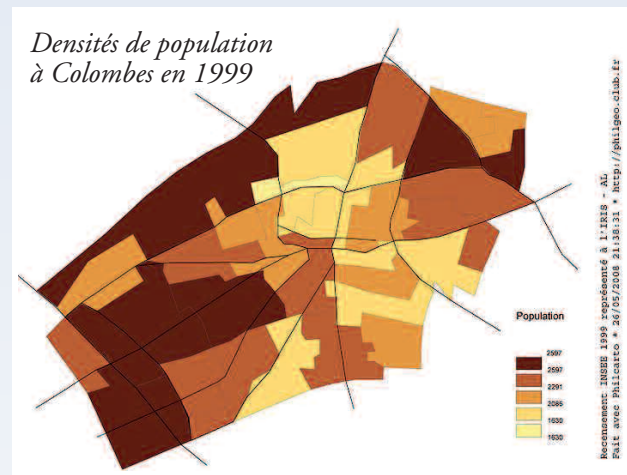 Densités de population
à Colombes en 1999
Population
2597
2597
2291
2085
1630
1630
Recensement INSEE 1999 représenté à l'IRIS - AL
Fait avec Philcarto * 26/05/2008 21:38:31 * http://philgeo.club.fr